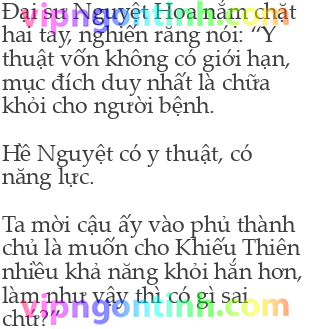 Đại sư Nguyệt Hoa nắm chặt
hai tay, nghiến răng nói: “Y
thuật vốn không có giới hạn,
mục đích duy nhất là chữa
khỏi cho người bệnh.
Hề Nguyệt có y thuật, có
năng lực.
Ta mời cậu ấy vào phủ thành
chủ là muốn cho Khiếu Thiên
nhiều khả năng khỏi hẳn hơn,
làm như vậy thì có gì sai
chứ?”
vipngontinh.com
vipngontinh.com